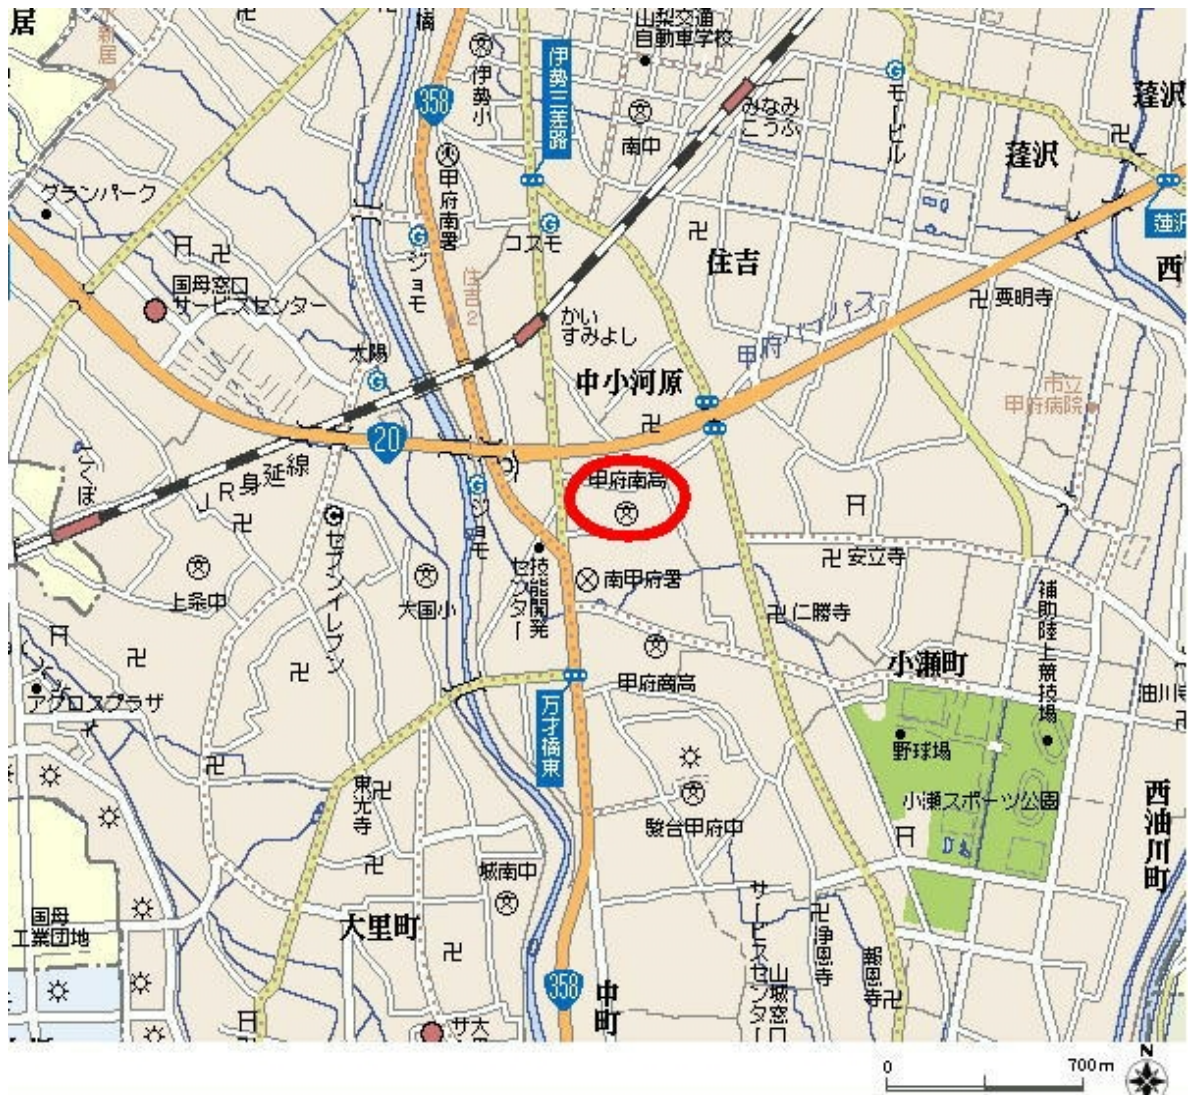 居
新居
橋
358
伊勢小
伊勢三差路
山梨交通
自動車学校
みなみ
こうふ
南中
モービル
蓬沢
蓬沢
グランパーク
甲府南署
ジョモ
コスモ
住吉
西
国母窓口
サービスセンター
住吉2
かい
すみよし
甲府バイパス
要明寺
太陽
中小河原
市立
甲府病院
20
こくぼ
JR身延線
ジョモ
甲府南高
セブンイレブン
上条中
大国小
技能開発
センター
南甲府署
安立寺
仁勝寺
補助陸上競技場
小瀬町
アグロスプラザ
甲府商高
万才橋東
油川
野球場
小瀬スポーツ公園
東光寺
駿台甲府中
西油川町
城南中
国母
工業団地
大里町
サービスセンター
山城窓口
浄恩寺
報恩寺
358
中町
サ大
0
700m
N